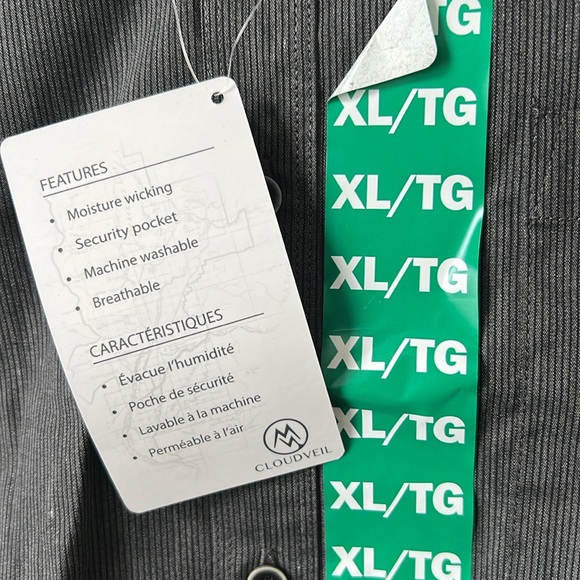 FEATURES
• Moisture wicking
• Security pocket
• Machine washable
• Breathable
CARACTÉRISTIQUES
• Évacue l'humidité
• Poche de sécurité
• Lavable à la machine
• Perméable à l'air
CLOUDVEIL
TG
XL/TG
XL/TG
XL/TG
XL/TG
XL/TG
XL/TG
XL/TG